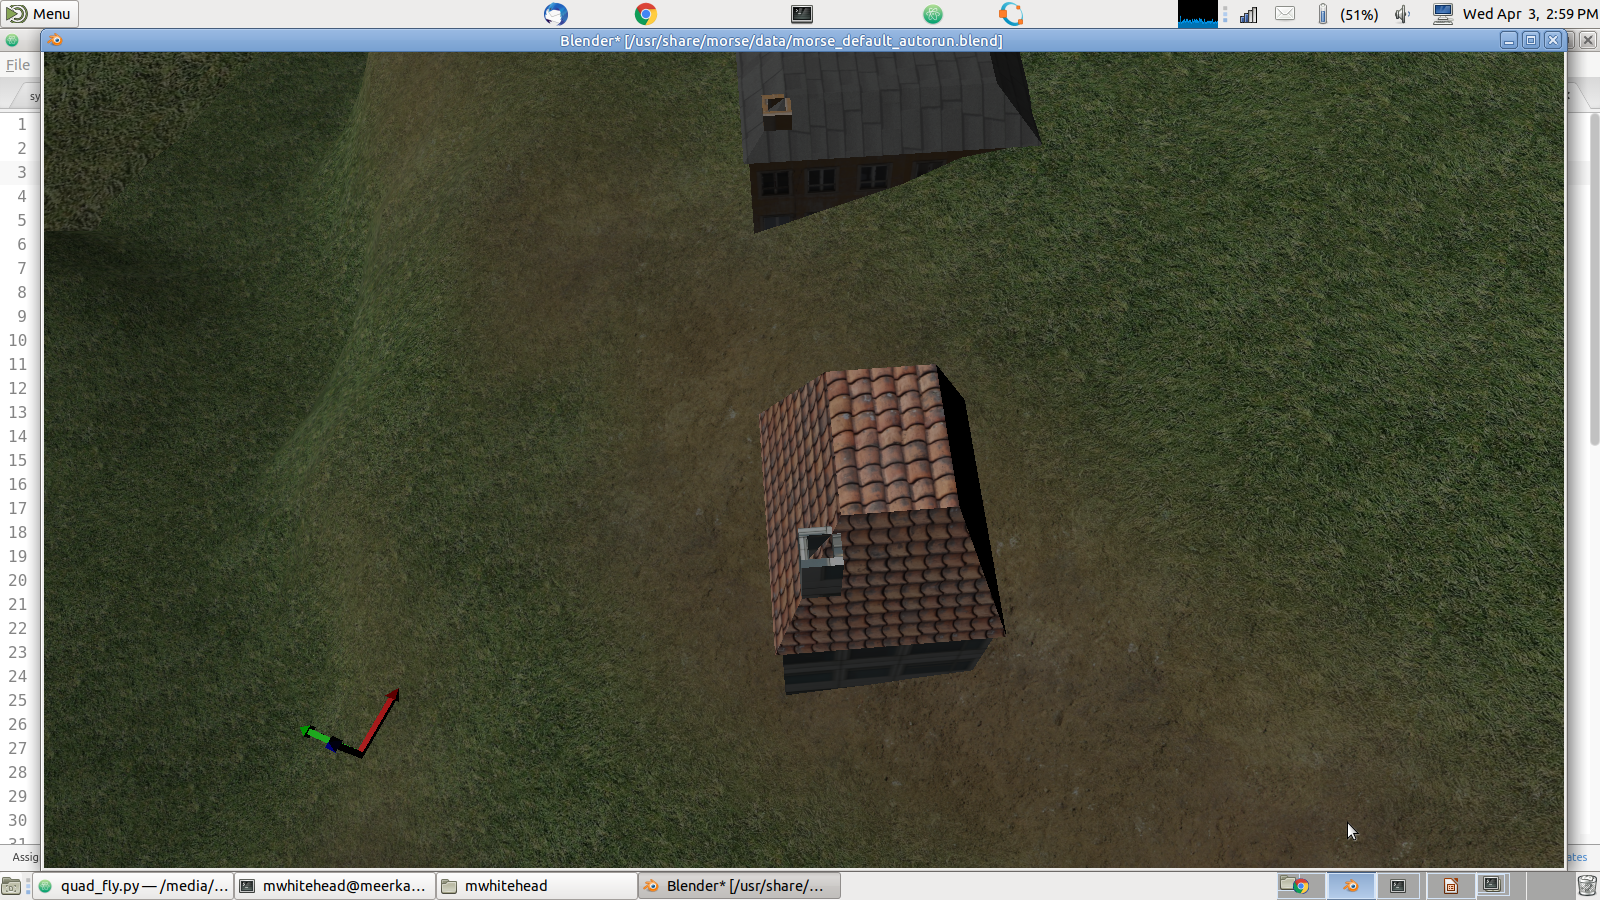 Menu
(51%)
Wed Apr 3, 2:59 PM
Blender* [/usr/share/morse/data/morse_default_autorun.blend]
File
sy
1
2
3
4
5
6
7
8
9
10
11
12
13
14
15
16
17
18
19
20
21
22
23
24
25
26
27
28
29
30
31
Assig
ates
quad_fly.py — /media/...
mwhitehead@meerka...
mwhitehead
Blender* [/usr/share/...